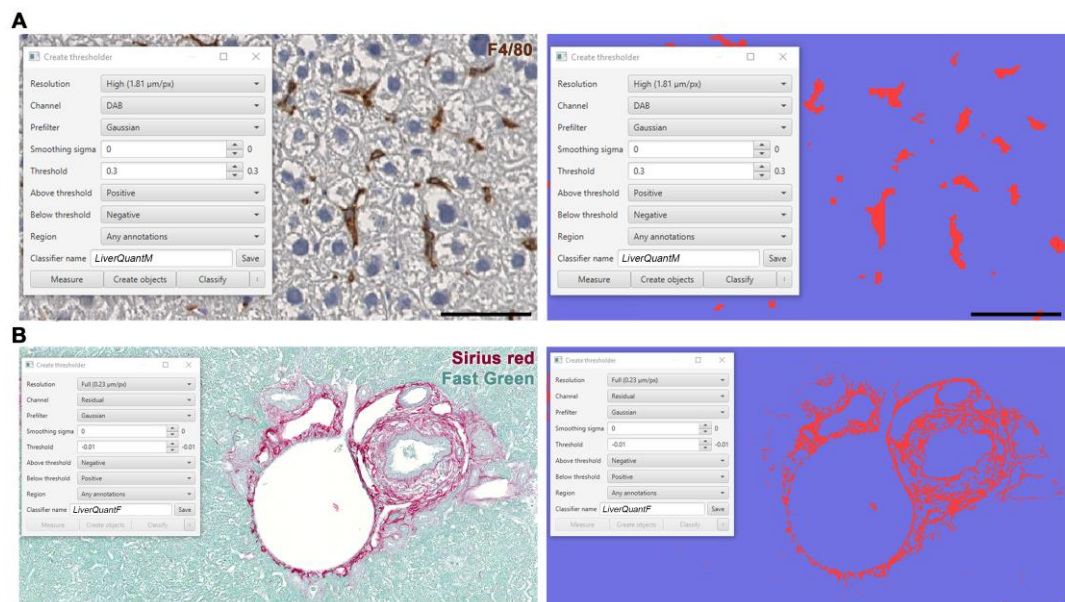 A
F4/80
Create thresholder
Resolution High (1.81 µm/px)
Channel DAB
Prefilter Gaussian
Smoothing sigma 0 0
Threshold 0.3 0.3
Above threshold Positive
Below threshold Negative
Region Any annotations
Classifier name LiverQuantM Save
Measure Create objects Classify
Create thresholder
Resolution High (1.81 µm/px)
Channel DAB
Prefilter Gaussian
Smoothing sigma 0 0
Threshold 0.3 0.3
Above threshold Positive
Below threshold Negative
Region Any annotations
Classifier name LiverQuantM Save
Measure Create objects Classify
B
Sirius red
Fast Green
Create thresholder
Resolution Full (0.23 µm/px)
Channel Residual
Prefilter Gaussian
Smoothing sigma 0 0
Threshold -0.01 -0.01
Above threshold Negative
Below threshold Positive
Region Any annotations
Classifier name LiverQuantF Save
Measure Create objects Classify
Create thresholder
Resolution Full (0.23 µm/px)
Channel Residual
Prefilter Gaussian
Smoothing sigma 0 0
Threshold -0.01 -0.01
Above threshold Negative
Below threshold Positive
Region Any annotations
Classifier name LiverQuantF Save
Measure Create objects Classify